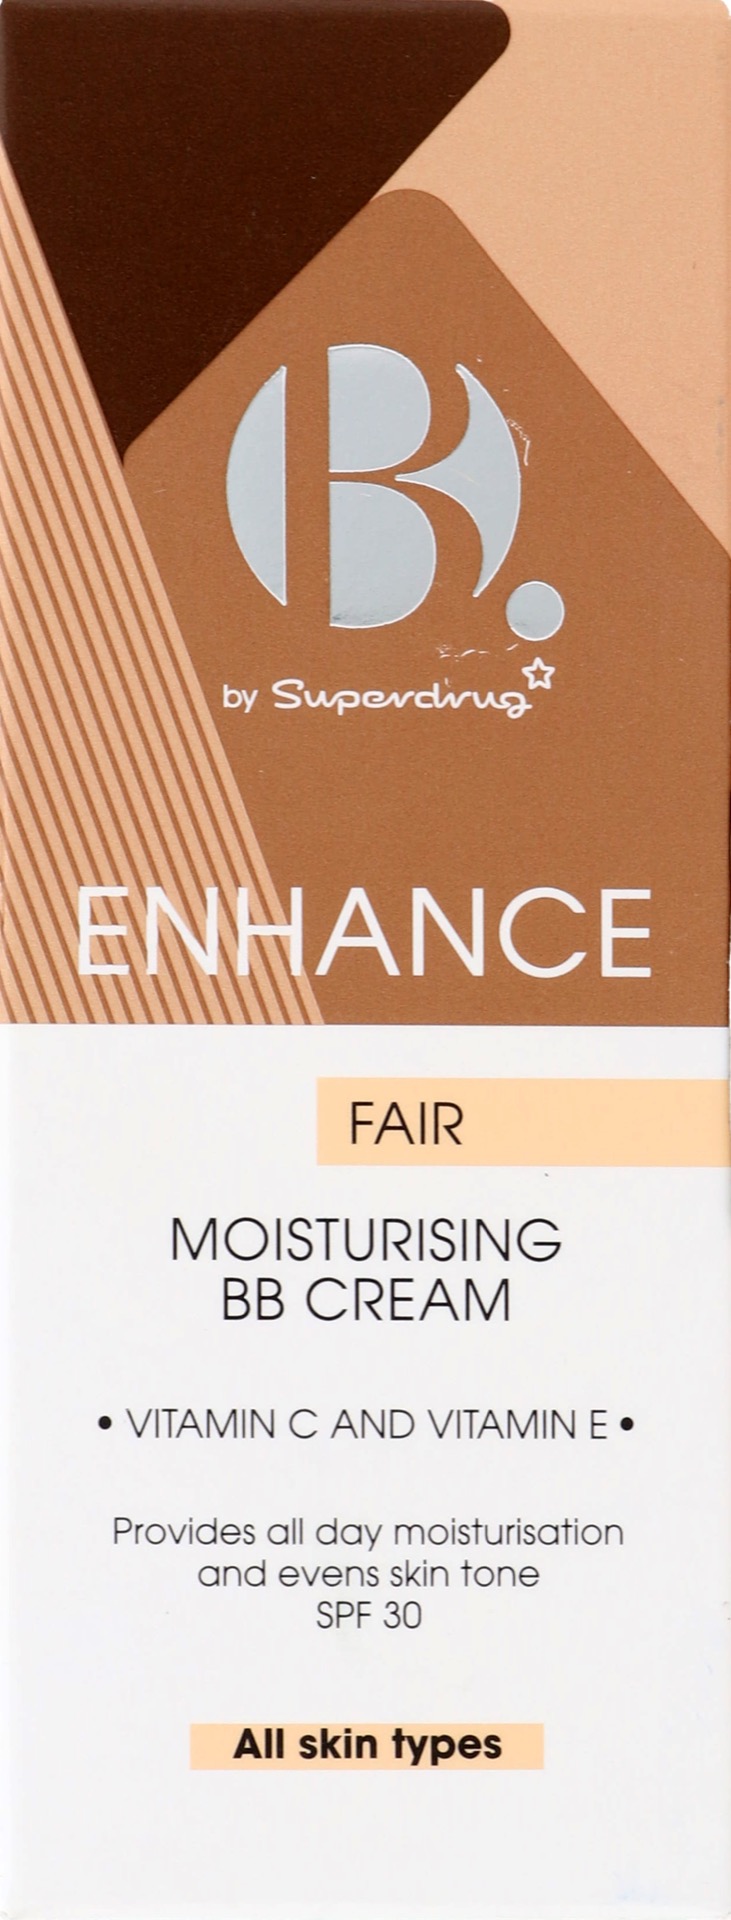 B.
by Superdrug
ENHANCE
FAIR
MOISTURISING
BB CREAM
• VITAMIN C AND VITAMIN E •
Provides all day moisturisation
and evens skin tone
SPF 30
All skin types